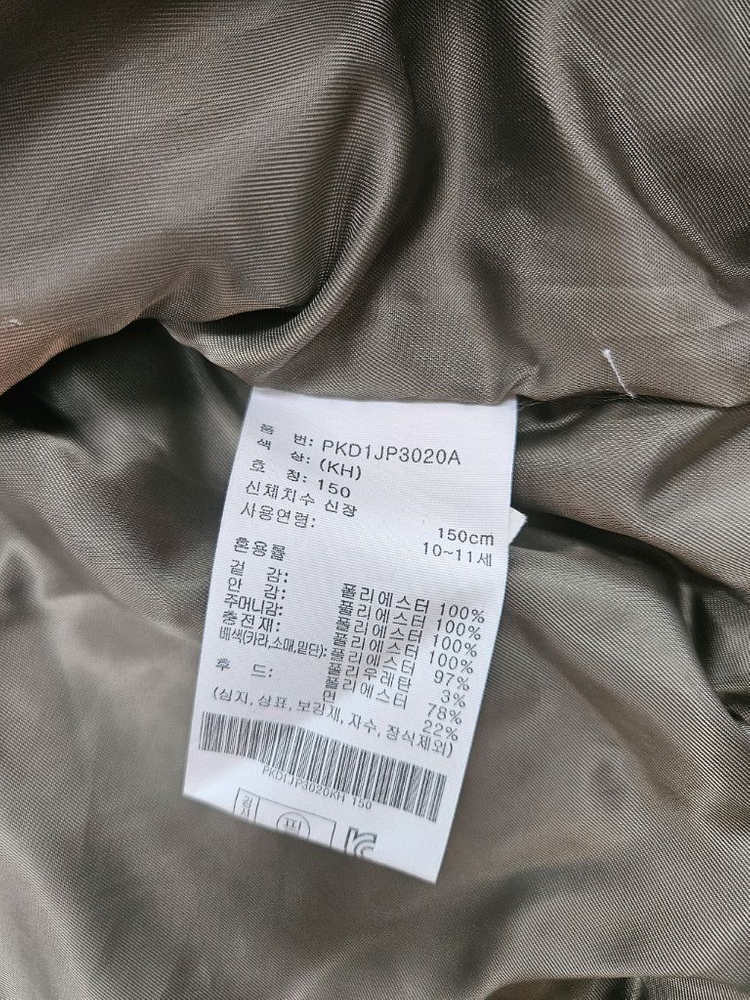 품 번: PKD1JP3020A
색 상: (KH)
호 칭: 150
신체치수 신장 150cm
사용연령: 10~11세
혼용률
겉 감: 폴리에스터 100%
안 감: 폴리에스터 100%
주머니감: 폴리에스터 100%
충전재: 폴리에스터 100%
배색(카라,소매,밑단): 폴리에스터 97%
폴리우레탄 3%
후 드: 폴리에스터 78%
면 22%
(심지, 상표, 보강재, 자수, 장식제외)
PKD1JP3020KH 150
검사 필